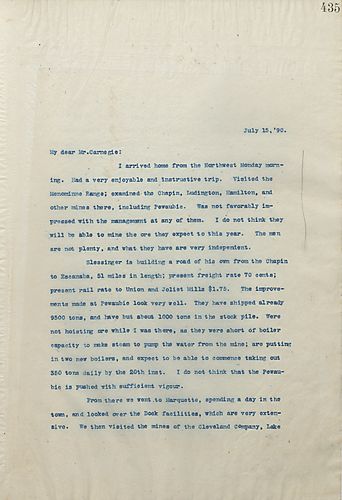 435
July 15, '90.
My dear Mr.Carnegie:
I arrived home from the Northwest Monday morn-
ing. Had a very enjoyable and instructive trip. Visited the
Menominee Range; examined the Chapin, Ludington, Hamilton, and
other mines there, including Pewaubic. Was not favorably im-
pressed with the management at any of them. I do not think they
will be able to mine the ore they expect to this year. The men
are not plenty, and what they have are very independent.
Slessinger is building a road of his own from the Chapin
to Escanaba, 51 miles in length; present freight rate 70 cents;
present rail rate to Union and Joliet Mills $1.75. The improve-
ments made at Pewaubic look very well. They have shipped already
9500 tons, and have but about 1000 tons in the stock pile. Were
not hoisting ore while I was there, as they were short of boiler
capacity to make steam to pump the water from the mine; are putting
in two new boilers, and expect to be able to commence taking out
350 tons daily by the 20th inst. I do not think that the Pewau-
bic is pushed with sufficient vigour.
From there we went to Marquette, spending a day in the
town, and looked over the Dock facilities, which are very exten-
sive. We then visited the mines of the Cleveland Company, Lake